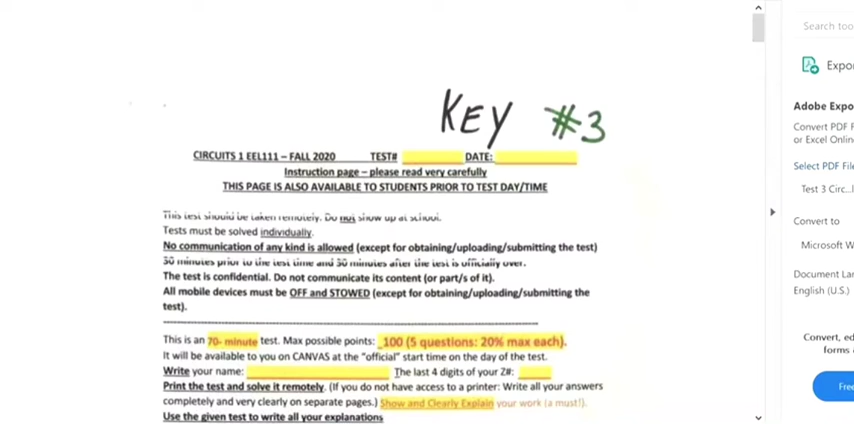 KEY #3
CIRCUITS 1 EEL111 – FALL 2020 TEST# DATE:
Instruction page – please read very carefully
THIS PAGE IS ALSO AVAILABLE TO STUDENTS PRIOR TO TEST DAY/TIME
This test should be taken remotely. Do not show up at school.
Tests must be solved individually.
No communication of any kind is allowed (except for obtaining/uploading/submitting the test)
30 minutes prior to the test time and 30 minutes after the test is officially over.
The test is confidential. Do not communicate its content (or part/s of it).
All mobile devices must be OFF and STOWED (except for obtaining/uploading/submitting the
test).
This is an 70- minute test. Max possible points: _100 (5 questions: 20% max each).
It will be available to you on CANVAS at the "official" start time on the day of the test.
Write your name: The last 4 digits of your Z#:
Print the test and solve it remotely. (If you do not have access to a printer: Write all your answers
completely and very clearly on separate pages.) Show and Clearly Explain your work (a must!).
Use the given test to write all your explanations
Search too
Expor
Adobe Expo
Convert PDF F
or Excel Onlin
Select PDF File
Test 3 Circ...l
Convert to
Microsoft W
Document Lan
English (U.S.)
Convert, ed
forms
Free